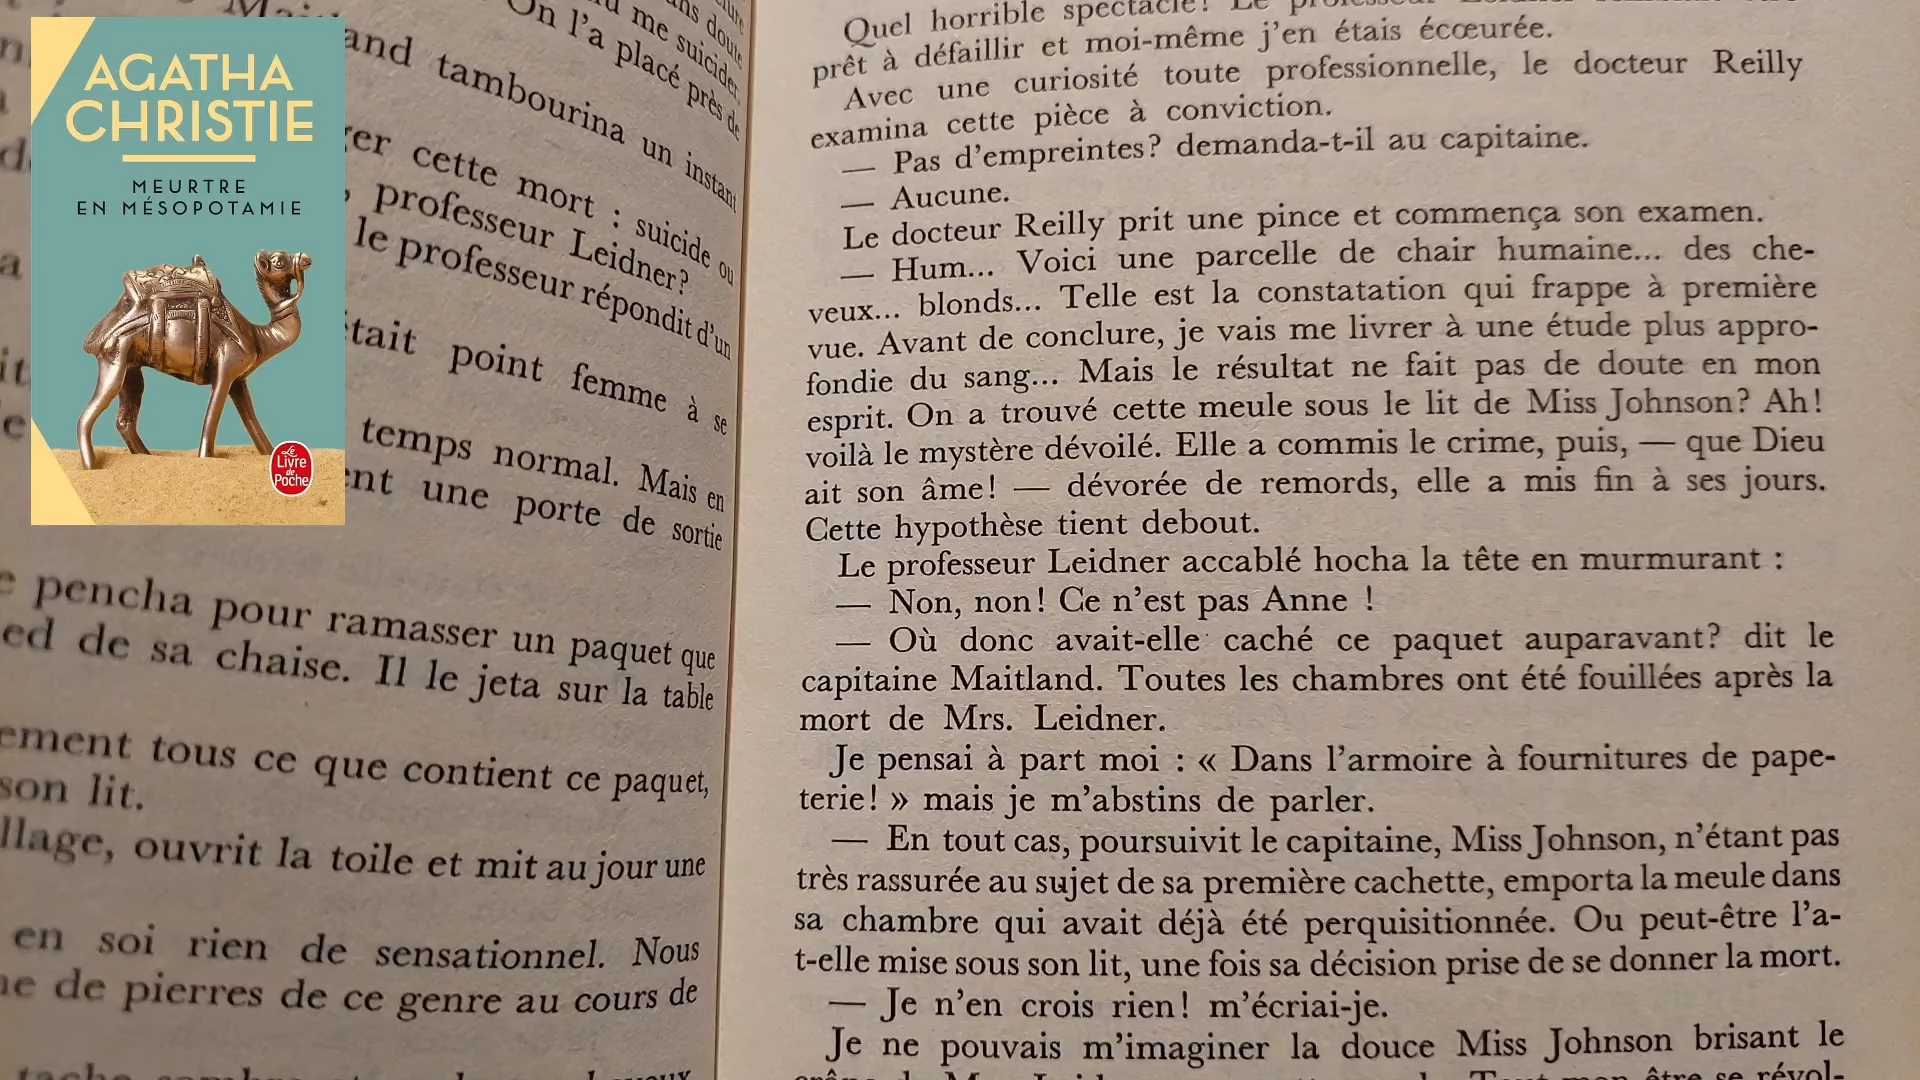 AGATHA
CHRISTIE
MEURTRE
EN MÉSOPOTAMIE
Le
Livre
de
Poche
doute
me suicider.
On l'a placé près de
and tambourina un instant
cette mort : suicide ou
professeur Leidner?
le professeur répondit d'un
point femme à se
temps normal. Mais en
une porte de sortie
pencha pour ramasser un paquet que
de sa chaise. Il le jeta sur la table
tous ce que contient ce paquet,
son lit.
ouvrit la toile et mit au jour une
en soi rien de sensationnel. Nous
de pierres de ce genre au cours de
Quel horrible spectacle!
prêt à défaillir et moi-même j'en étais écœurée.
Avec une curiosité toute professionnelle, le docteur Reilly
examina cette pièce à conviction.
— Pas d'empreintes? demanda-t-il au capitaine.
— Aucune.
Le docteur Reilly prit une pince et commença son examen.
— Hum... Voici une parcelle de chair humaine... des che-
veux... blonds... Telle est la constatation qui frappe à première
vue. Avant de conclure, je vais me livrer à une étude plus appro-
fondie du sang... Mais le résultat ne fait pas de doute en mon
esprit. On a trouvé cette meule sous le lit de Miss Johnson? Ah!
voilà le mystère dévoilé. Elle a commis le crime, puis, — que Dieu
ait son âme! — dévorée de remords, elle a mis fin à ses jours.
Cette hypothèse tient debout.
Le professeur Leidner accablé hocha la tête en murmurant :
— Non, non! Ce n'est pas Anne !
— Où donc avait-elle caché ce paquet auparavant? dit le
capitaine Maitland. Toutes les chambres ont été fouillées après la
mort de Mrs. Leidner.
Je pensai à part moi : « Dans l'armoire à fournitures de pape-
terie! » mais je m'abstins de parler.
— En tout cas, poursuivit le capitaine, Miss Johnson, n'étant pas
très rassurée au sujet de sa première cachette, emporta la meule dans
sa chambre qui avait déjà été perquisitionnée. Ou peut-être l'a-
t-elle mise sous son lit, une fois sa décision prise de se donner la mort.
— Je n'en crois rien! m'écriai-je.
Je ne pouvais m'imaginer la douce Miss Johnson brisant le